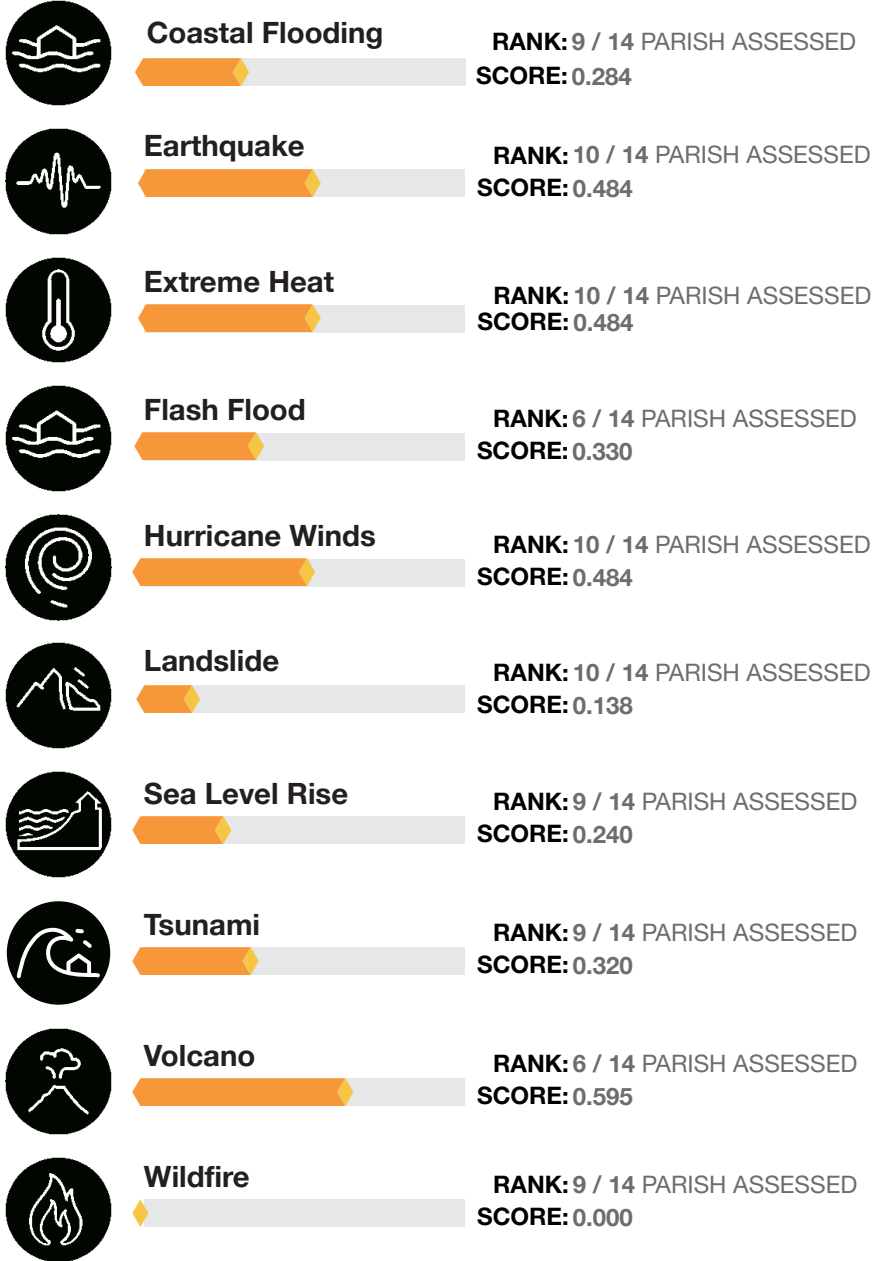 Coastal Flooding
RANK: 9 / 14 PARISH ASSESSED
SCORE: 0.284
Earthquake
RANK: 10 / 14 PARISH ASSESSED
SCORE: 0.484
Extreme Heat
RANK: 10 / 14 PARISH ASSESSED
SCORE: 0.484
Flash Flood
RANK: 6 / 14 PARISH ASSESSED
SCORE: 0.330
Hurricane Winds
RANK: 10 / 14 PARISH ASSESSED
SCORE: 0.484
Landslide
RANK: 10 / 14 PARISH ASSESSED
SCORE: 0.138
Sea Level Rise
RANK: 9 / 14 PARISH ASSESSED
SCORE: 0.240
Tsunami
RANK: 9 / 14 PARISH ASSESSED
SCORE: 0.320
Volcano
RANK: 6 / 14 PARISH ASSESSED
SCORE: 0.595
Wildfire
RANK: 9 / 14 PARISH ASSESSED
SCORE: 0.000